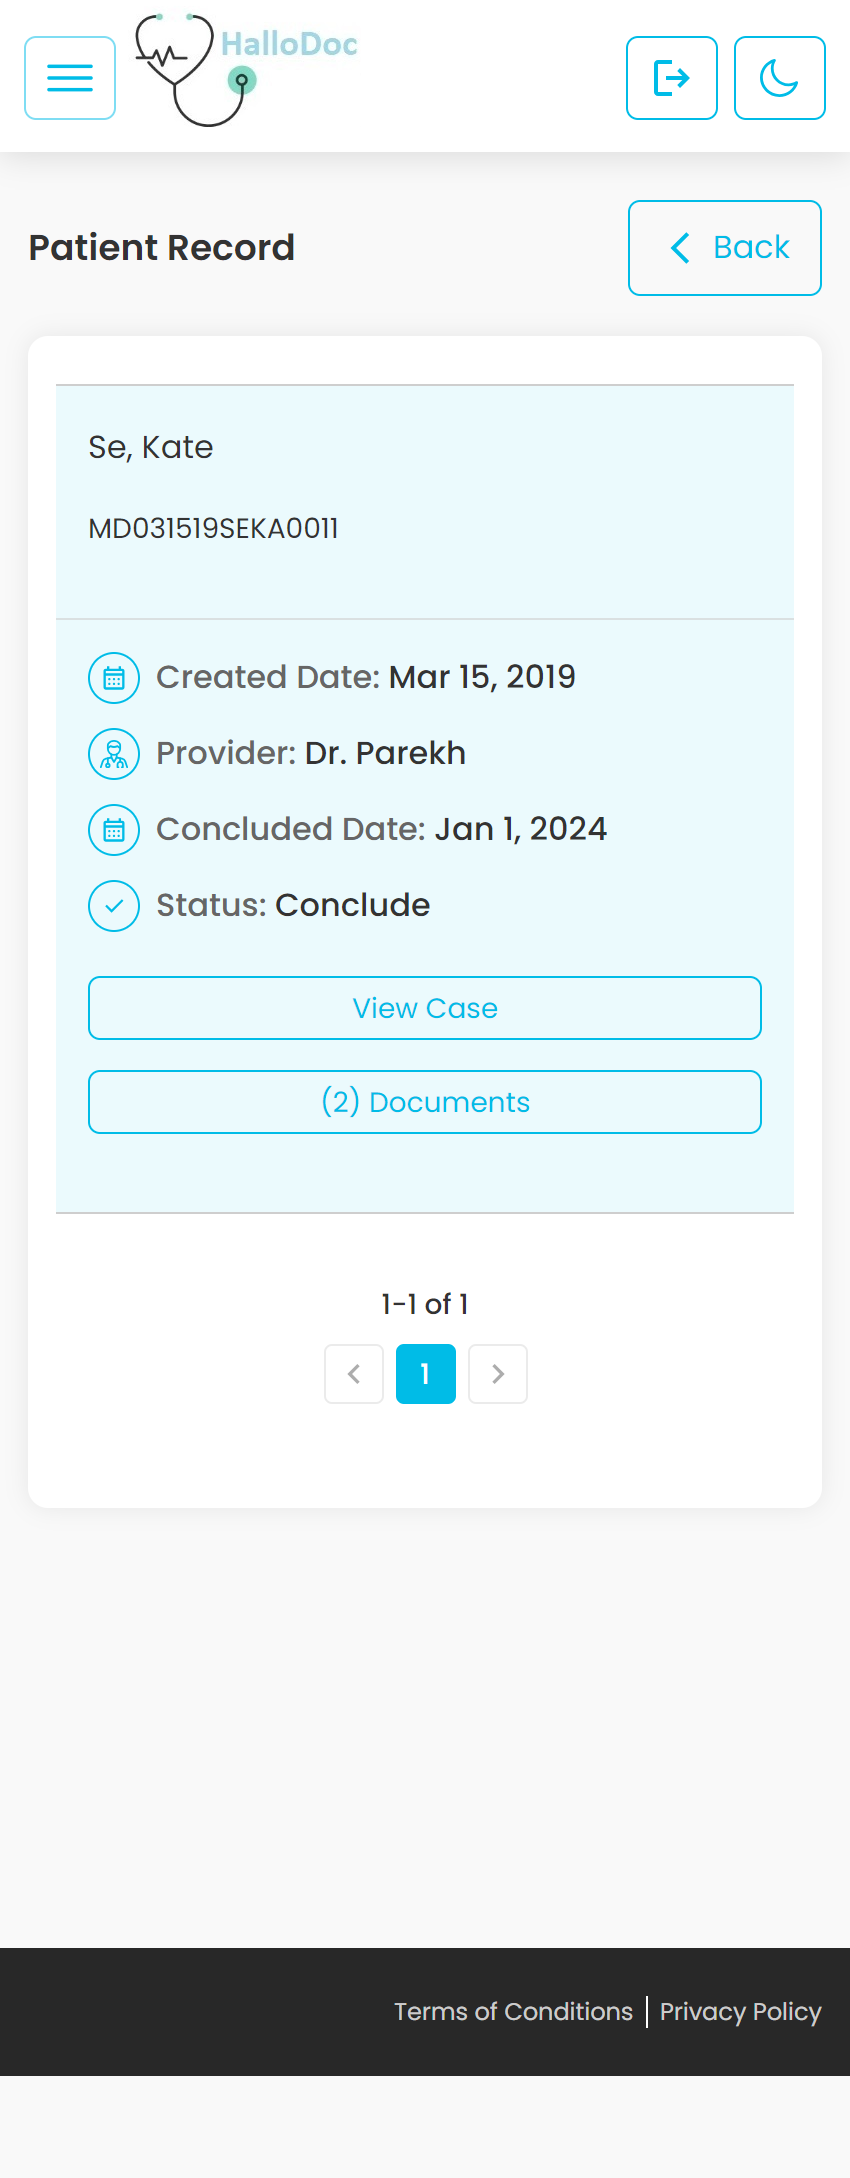 HalloDoc
Patient Record
Back
Se, Kate
MD031519SEKA0011
Created Date: Mar 15, 2019
Provider: Dr. Parekh
Concluded Date: Jan 1, 2024
Status: Conclude
View Case
(2) Documents
1-1 of 1
1
Terms of Conditions | Privacy Policy